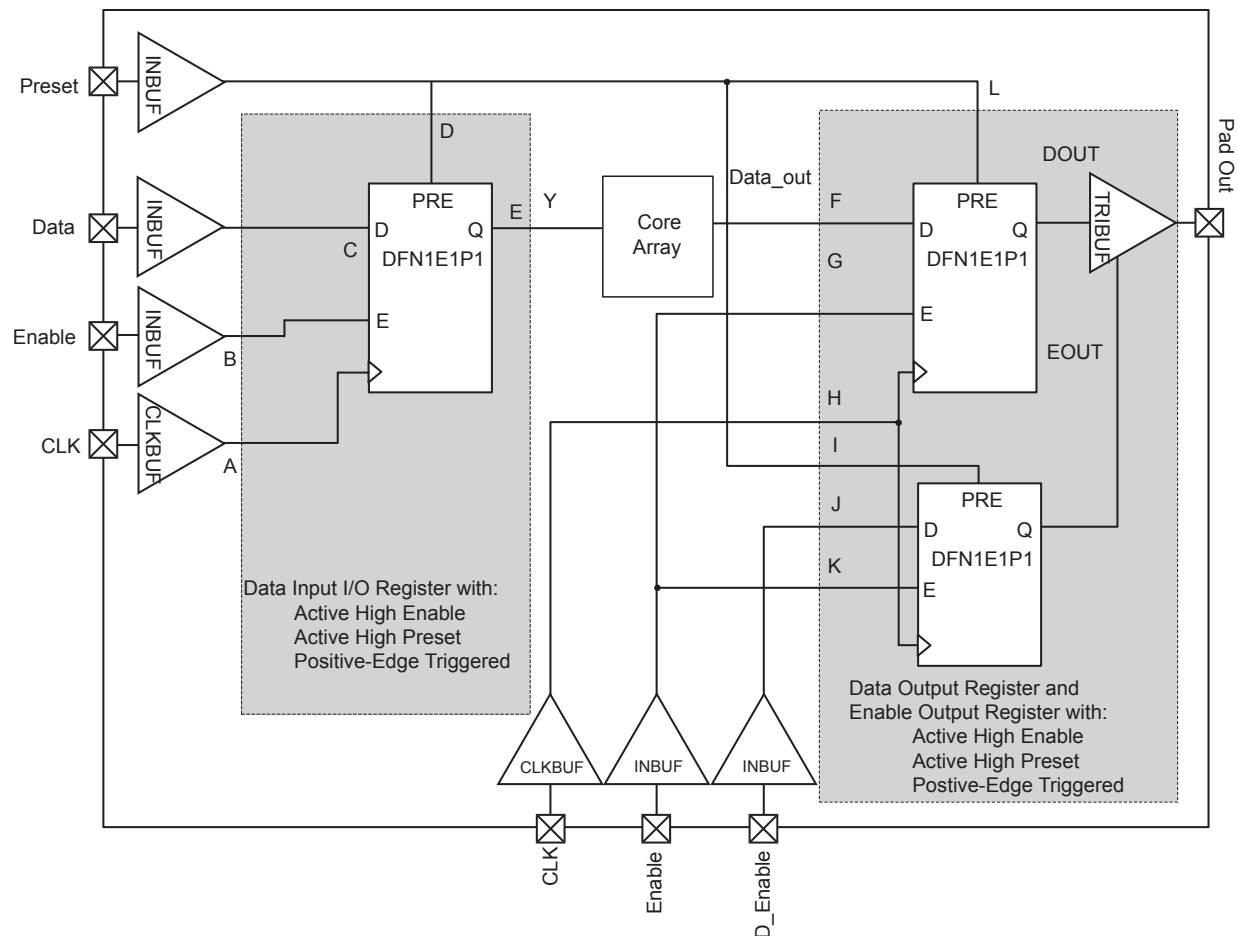 Preset
INBUF
L
D
Pad Out
DOUT
Data
INBUF
PRE
D
Q
C
DFN1E1P1
E
E
Y
Core
Array
Data_out
F
G
PRE
D
Q
DFN1E1P1
E
TRIBUF
EOUT
Enable
INBUF
B
CLK
CLKBUF
A
H
I
J
K
PRE
D
Q
DFN1E1P1
E
Data Input I/O Register with:
Active High Enable
Active High Preset
Positive-Edge Triggered
Data Output Register and
Enable Output Register with:
Active High Enable
Active High Preset
Postive-Edge Triggered
CLKBUF
INBUF
INBUF
CLK
Enable
D_Enable